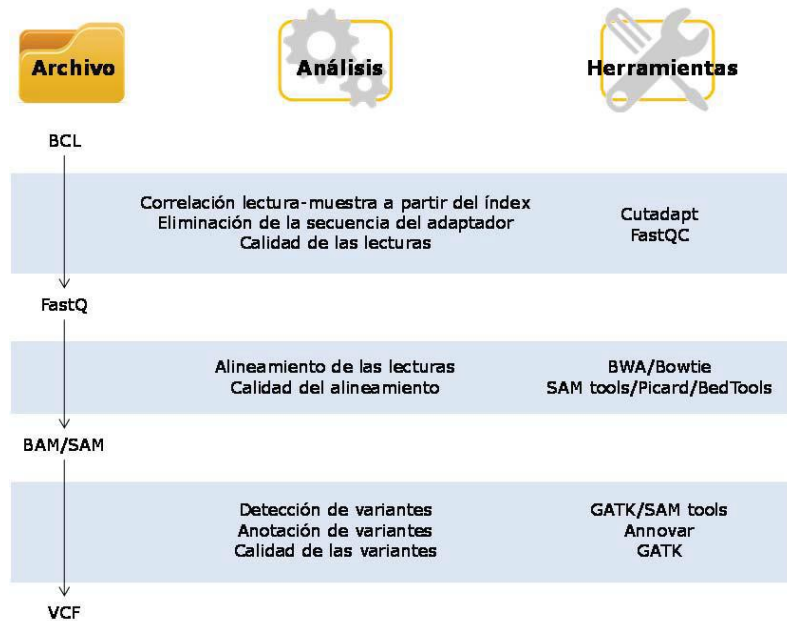 Archivo
Análisis
Herramientas
BCL
Correlación lectura-muestra a partir del índex
Eliminación de la secuencia del adaptador
Calidad de las lecturas
Cutadapt
FastQC
FastQ
Alineamiento de las lecturas
Calidad del alineamiento
BWA/Bowtie
SAM tools/Picard/BedTools
BAM/SAM
Detección de variantes
Anotación de variantes
Calidad de las variantes
GATK/SAM tools
Annovar
GATK
VCF